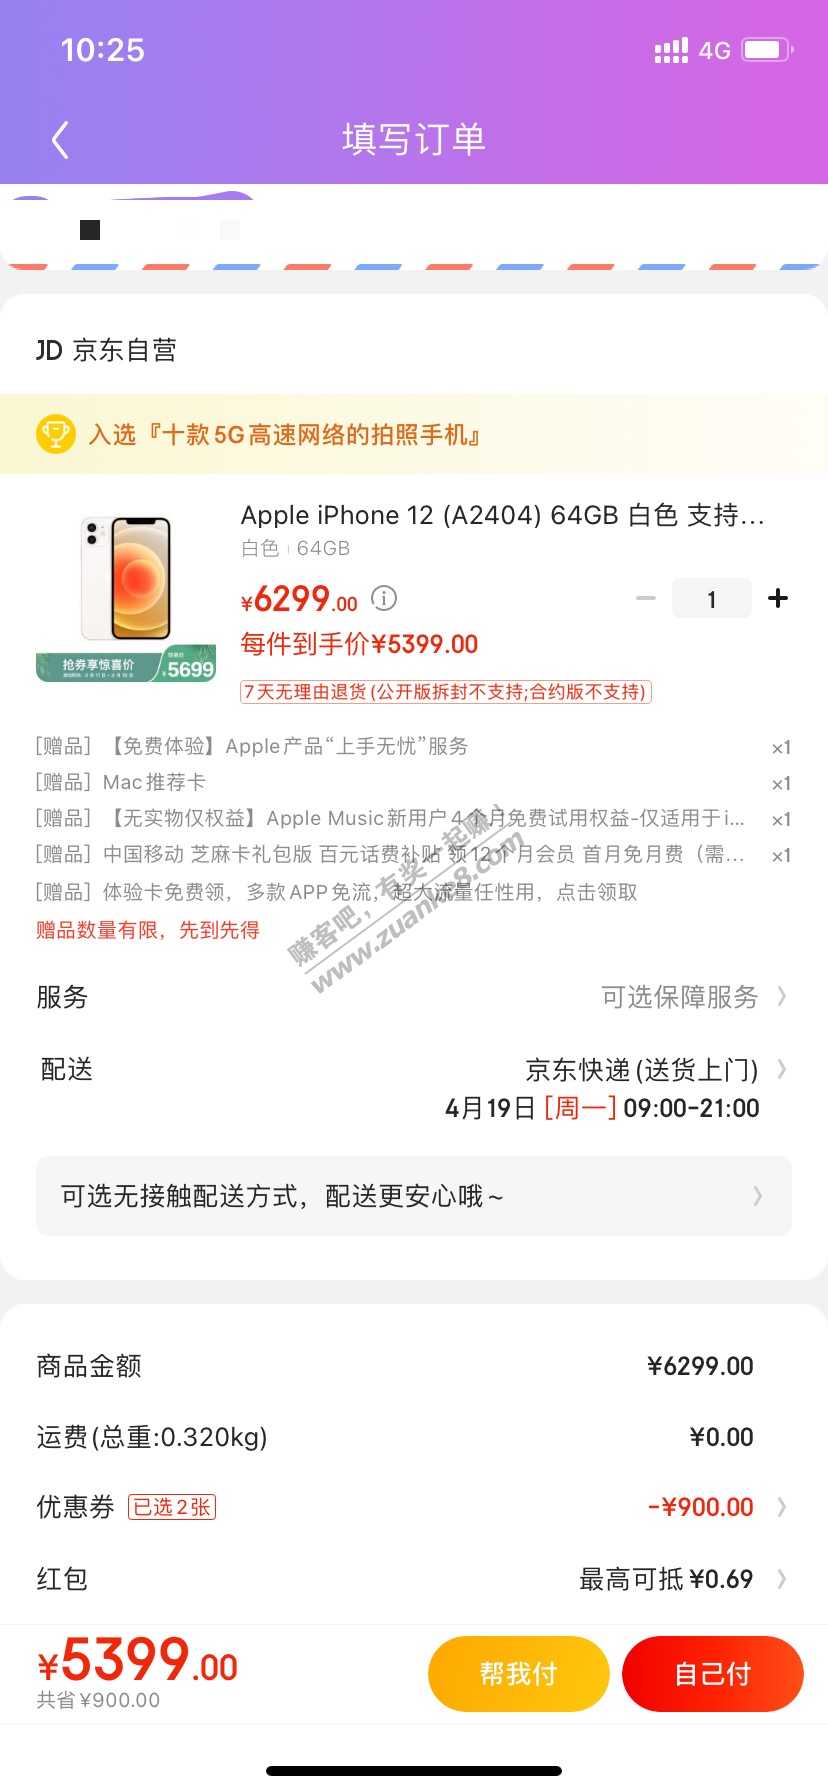 10:25
4G
填写订单
JD 京东自营
入选『十款5G高速网络的拍照手机』
Apple iPhone 12 (A2404) 64GB 白色 支持...
白色 64GB
¥6299.00
1
每件到手价¥5399.00
抢券享惊喜价
¥5699
7天无理由退货(公开版拆封不支持;合约版不支持)
[赠品] 【免费体验】Apple产品“上手无忧”服务 ×1
[赠品] Mac推荐卡 ×1
[赠品] 【无实物仅权益】Apple Music新用户4个月免费试用权益-仅适用于i... ×1
[赠品] 中国移动 芝麻卡礼包版 百元话费补贴 领12个月会员 首月免月费（需... ×1
[赠品] 体验卡免费领，多款APP免流，超大流量任性用，点击领取
赠品数量有限，先到先得
赚客吧，有奖一起赚！
www.zuanke8.com
服务 可选保障服务
配送 京东快递(送货上门)
4月19日[周一]09:00-21:00
可选无接触配送方式，配送更安心哦~
商品金额 ¥6299.00
运费(总重:0.320kg) ¥0.00
优惠券 已选2张 -¥900.00
红包 最高可抵¥0.69
¥5399.00
共省¥900.00
帮我付
自己付